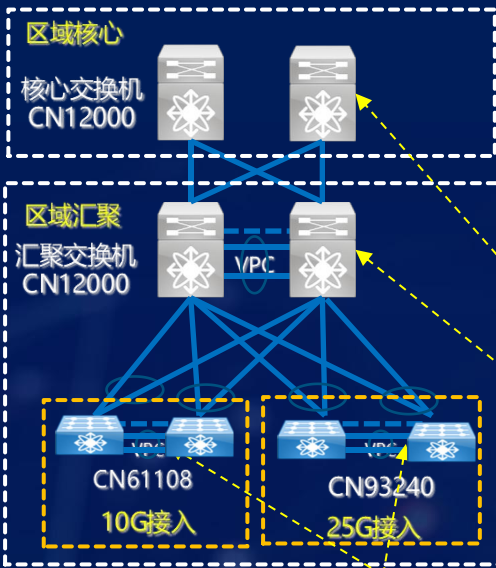 区域核心
核心交换机
CN12000
区域汇聚
汇聚交换机
CN12000
VPC
VPC
VPC
CN61108
CN93240
10G接入
25G接入